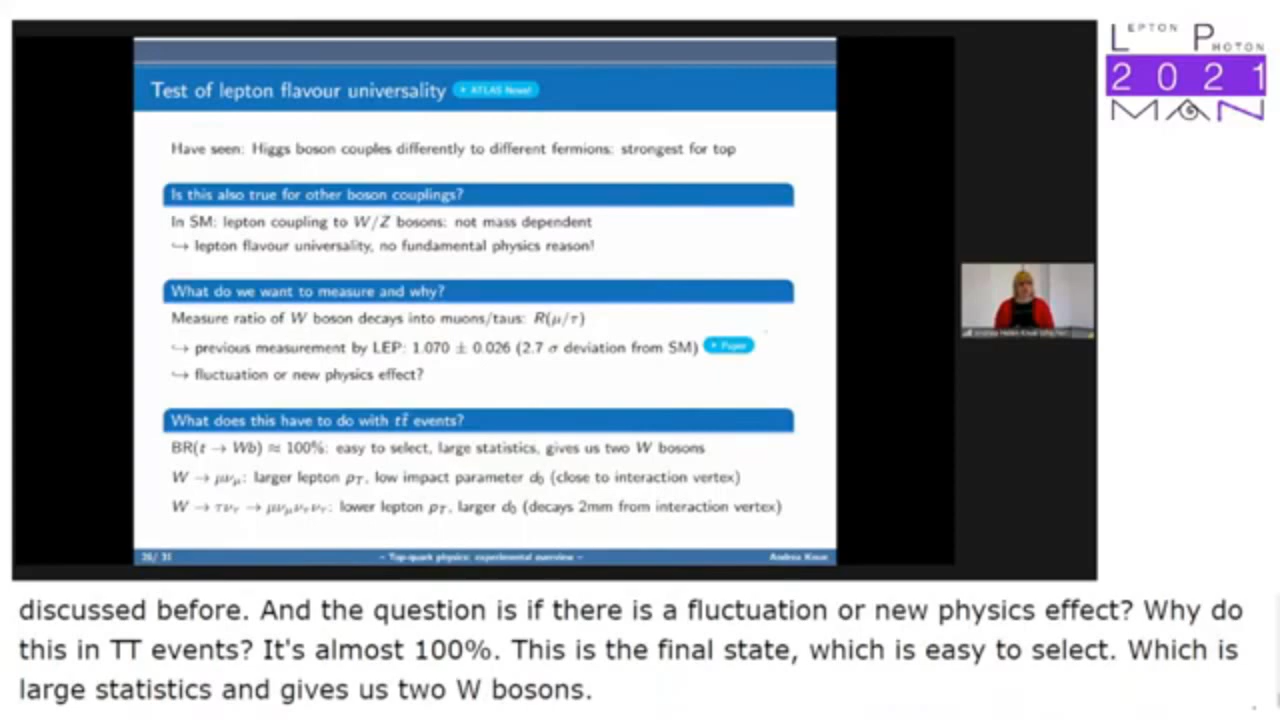 LEPTON PHOTON
2021
MAN
Test of lepton flavour universality ATLAS News!
Have seen: Higgs boson couples differently to different fermions: strongest for top
Is this also true for other boson couplings?
In SM: lepton coupling to W/Z bosons: not mass dependent
↪ lepton flavour universality, no fundamental physics reason!
What do we want to measure and why?
Measure ratio of W boson decays into muons/taus: R(μ/τ)
↪ previous measurement by LEP: 1.070 ± 0.026 (2.7 σ deviation from SM) Paper
↪ fluctuation or new physics effect?
What does this have to do with tt̄ events?
BR(t → Wb) ≈ 100%: easy to select, large statistics, gives us two W bosons
W → μν_μ: larger lepton p_T, low impact parameter d₀ (close to interaction vertex)
W → τν_τ → μν_μν_τν_τ: lower lepton p_T, larger d₀ (decays 2mm from interaction vertex)
– Top-quark physics: experimental overview –
Andrea Knue
discussed before. And the question is if there is a fluctuation or new physics effect? Why do
this in TT events? It's almost 100%. This is the final state, which is easy to select. Which is
large statistics and gives us two W bosons.